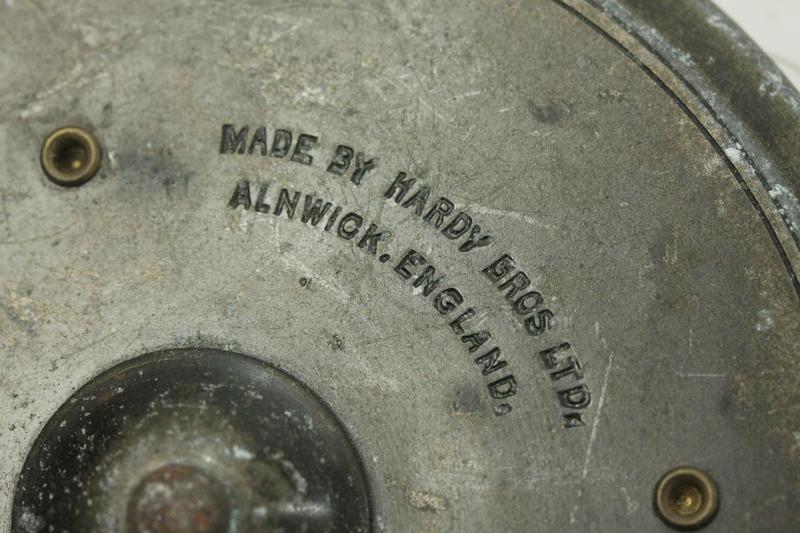 MADE BY HARDY BROS LTD.
ALNWICK. ENGLAND.